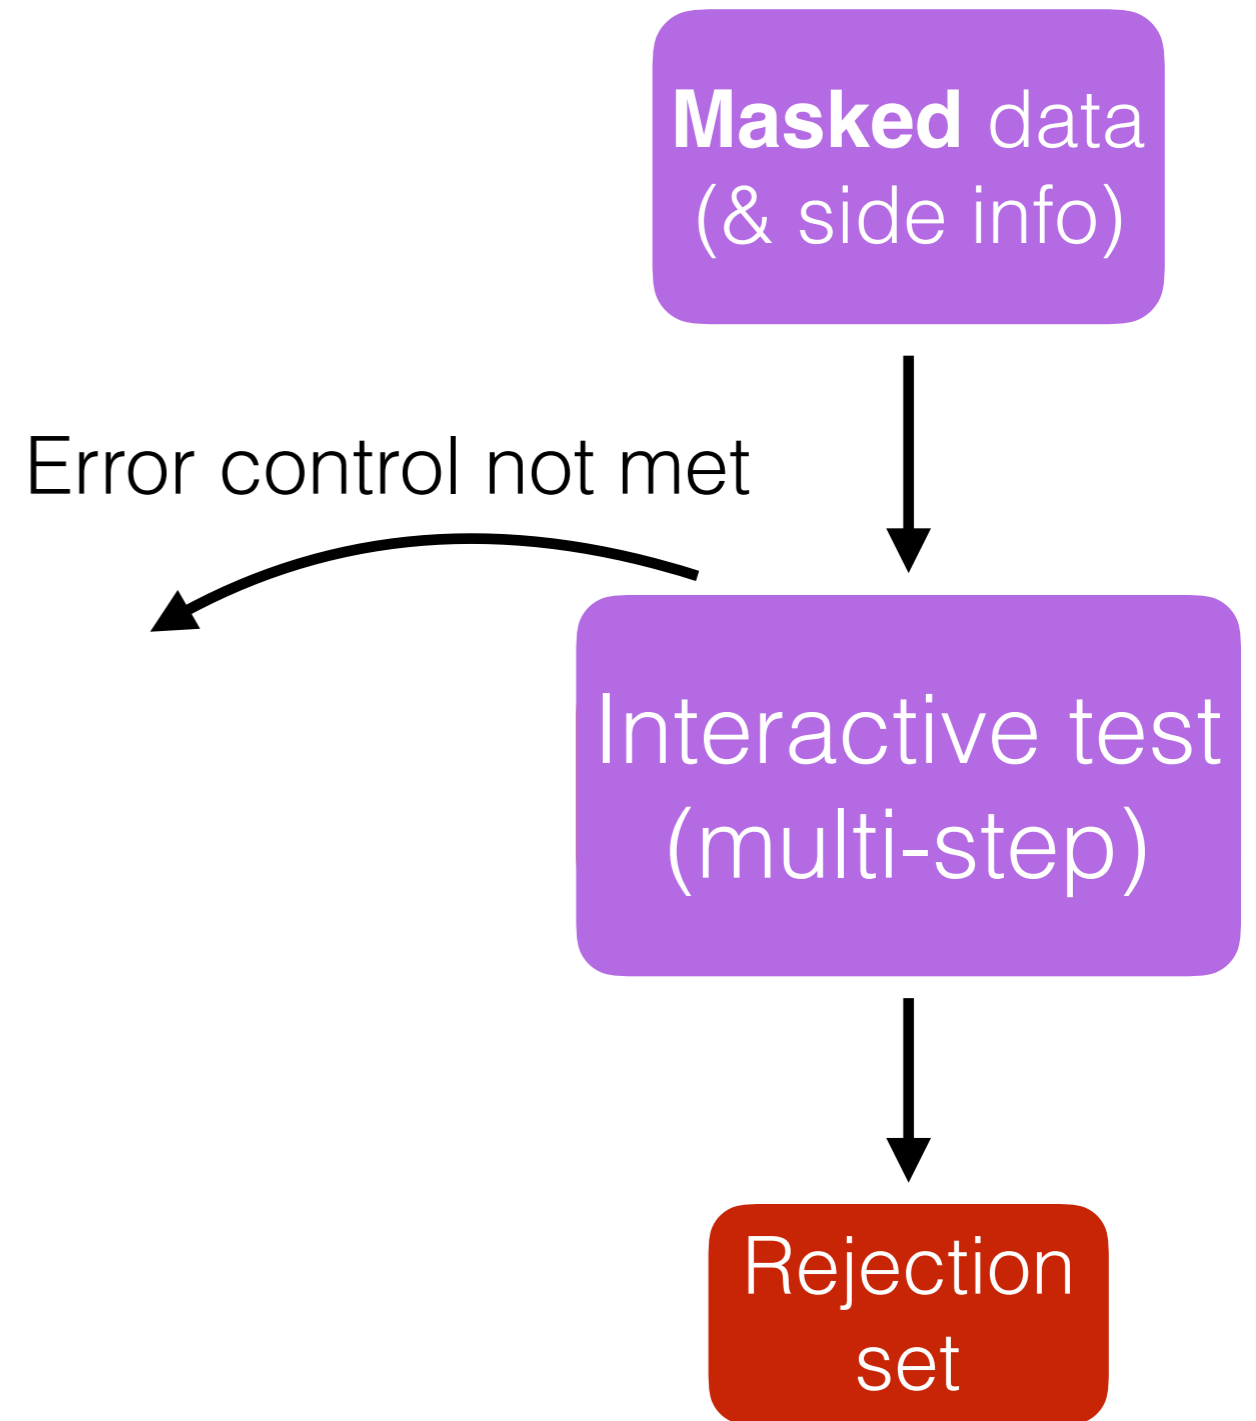 Masked data
(& side info)
Error control not met
Interactive test
(multi-step)
Rejection
set